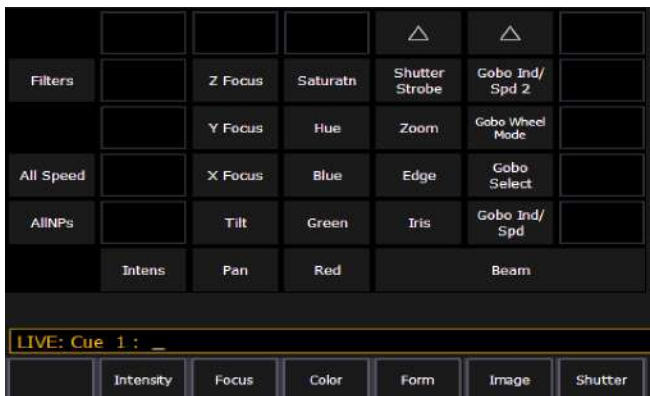 Filters
Z Focus
Saturatn
Shutter
Strobe
Gobo Ind/
Spd 2
Y Focus
Hue
Zoom
Gobo Wheel
Mode
All Speed
X Focus
Blue
Edge
Gobo
Select
AllNPs
Tilt
Green
Iris
Gobo Ind/
Spd
Intens
Pan
Red
Beam
LIVE: Cue 1 : _
Intensity
Focus
Color
Form
Image
Shutter